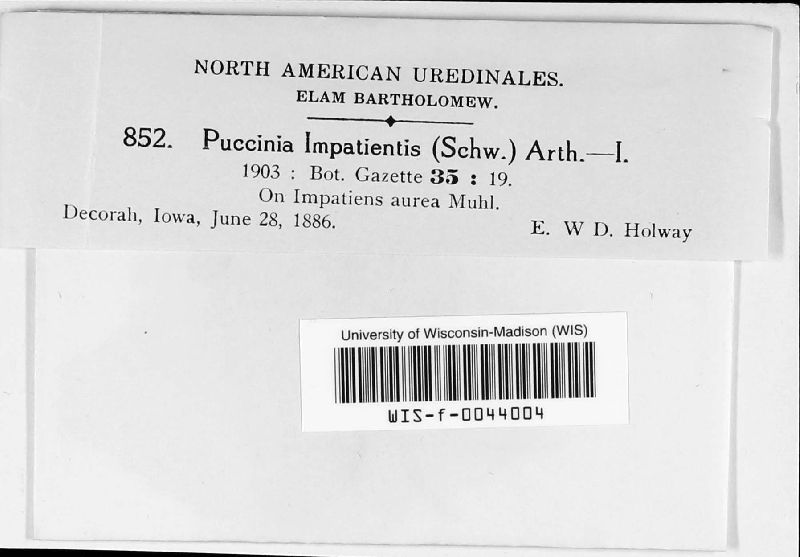 NORTH AMERICAN UREDINALES.
ELAM BARTHOLOMEW.
852. Puccinia Impatientis (Schw.) Arth.—I.
1903 : Bot. Gazette 35 : 19.
On Impatiens aurea Muhl.
Decorah, Iowa, June 28, 1886. E. W D. Holway
University of Wisconsin-Madison (WIS)
WIS-f-0044004